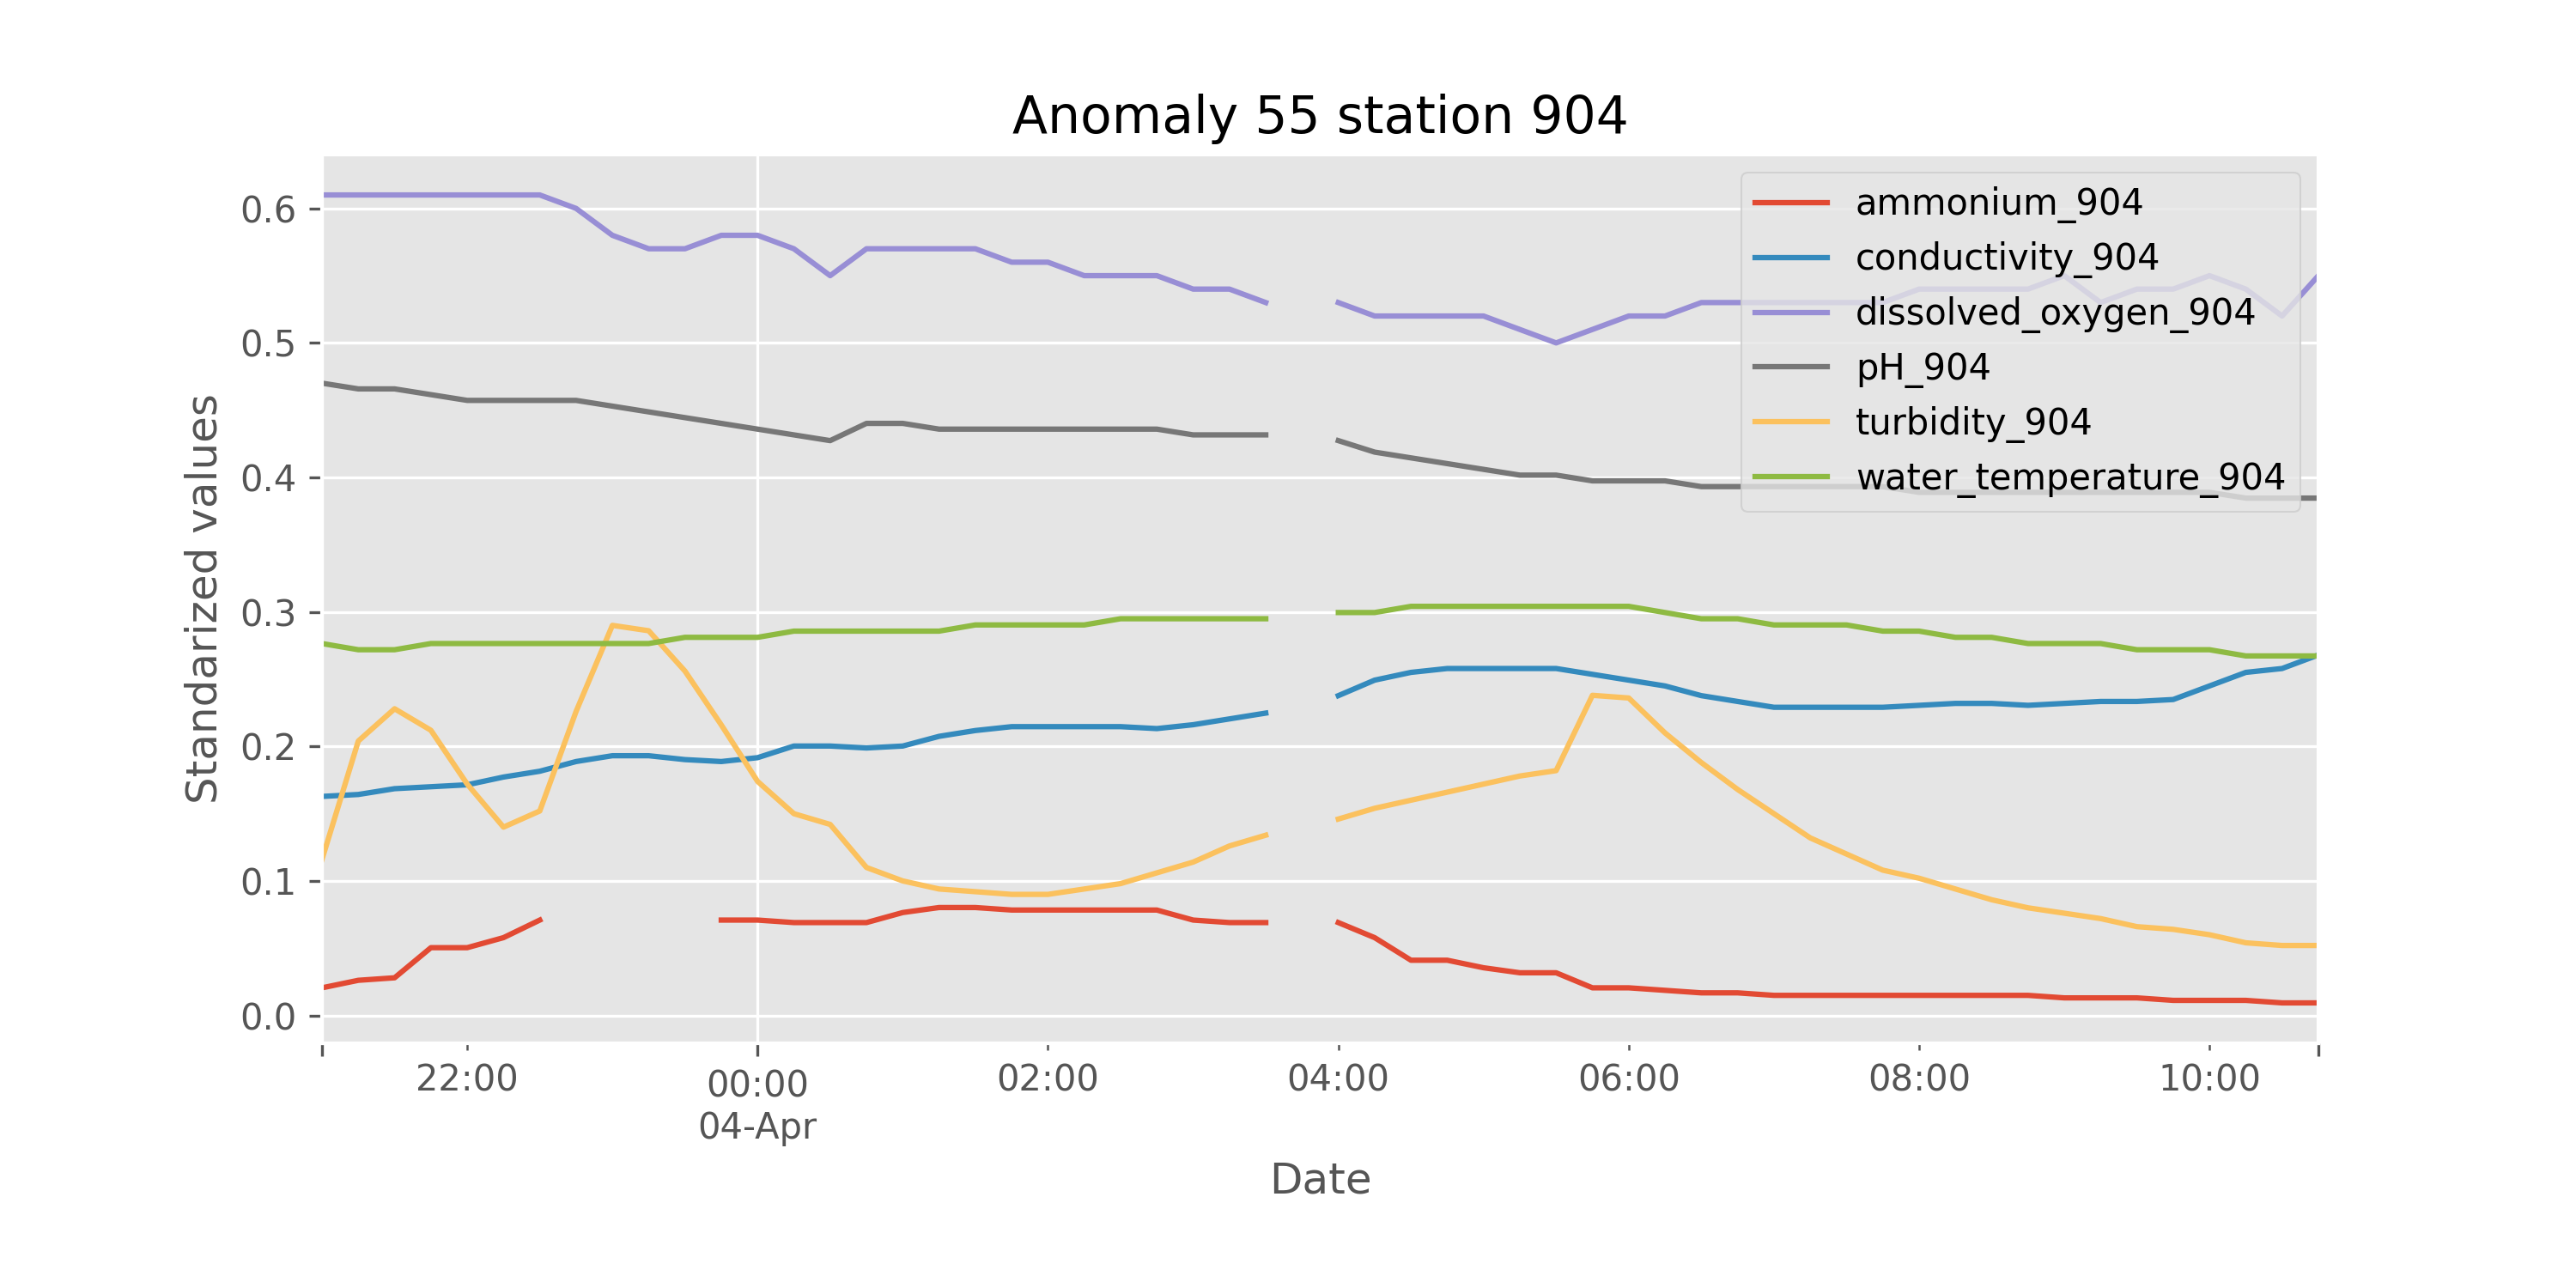 Anomaly 55 station 904
ammonium_904
conductivity_904
dissolved_oxygen_904
pH_904
turbidity_904
water_temperature_904
Standarized values
0.6
0.5
0.4
0.3
0.2
0.1
0.0
22:00 00:00 02:00 04:00 06:00 08:00 10:00
04-Apr
Date